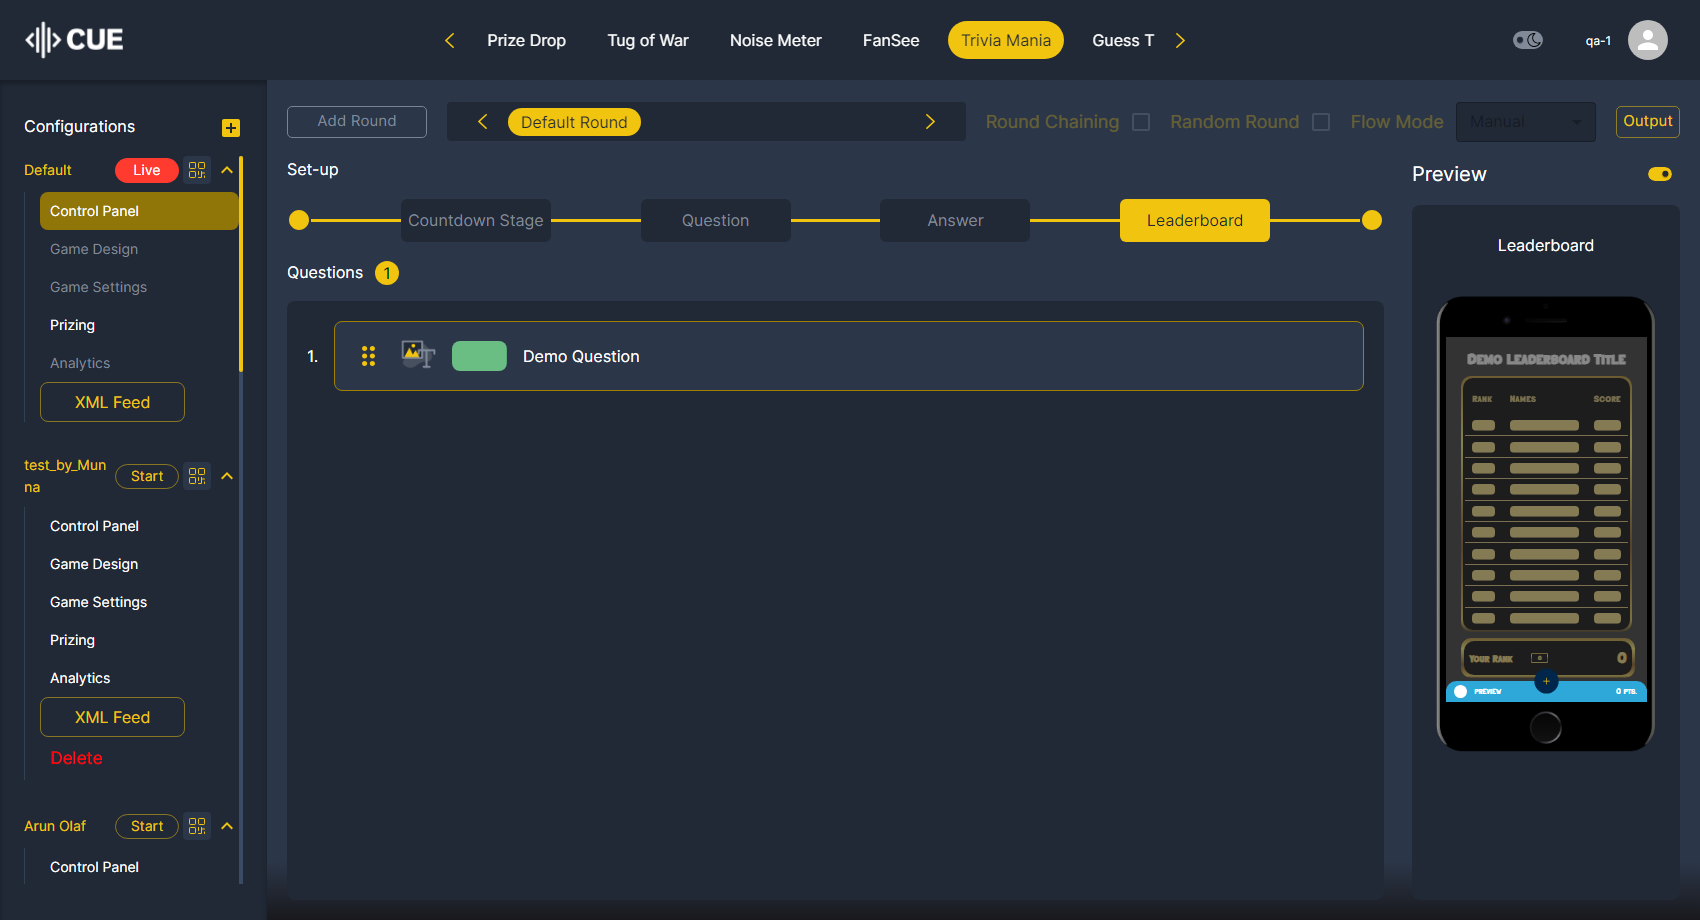 CUE
Prize Drop
Tug of War
Noise Meter
FanSee
Trivia Mania
Guess T
qa-1
Configurations
Default
Live
Control Panel
Game Design
Game Settings
Prizing
Analytics
XML Feed
test_by_Mun
na
Start
Control Panel
Game Design
Game Settings
Prizing
Analytics
XML Feed
Delete
Arun Olaf
Start
Control Panel
Add Round
Default Round
Round Chaining
Random Round
Flow Mode
Manual
Output
Set-up
Countdown Stage
Question
Answer
Leaderboard
Questions
1
1.
T
Demo Question
Preview
Leaderboard
Demo Leaderboard Title
Rank Names Score
Your Rank
0
PREVIEW
0 PTS.